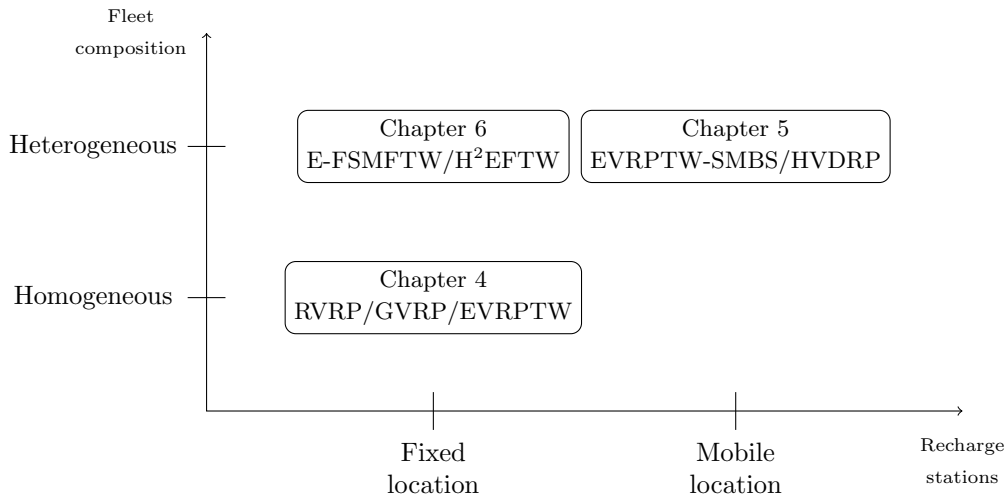 Fleet
composition
Heterogeneous
Chapter 6
E-FSMFTW/H²EFTW
Chapter 5
EVRPTW-SMBS/HVDRP
Homogeneous
Chapter 4
RVRP/GVRP/EVRPTW
Fixed
location
Mobile
location
Recharge
stations